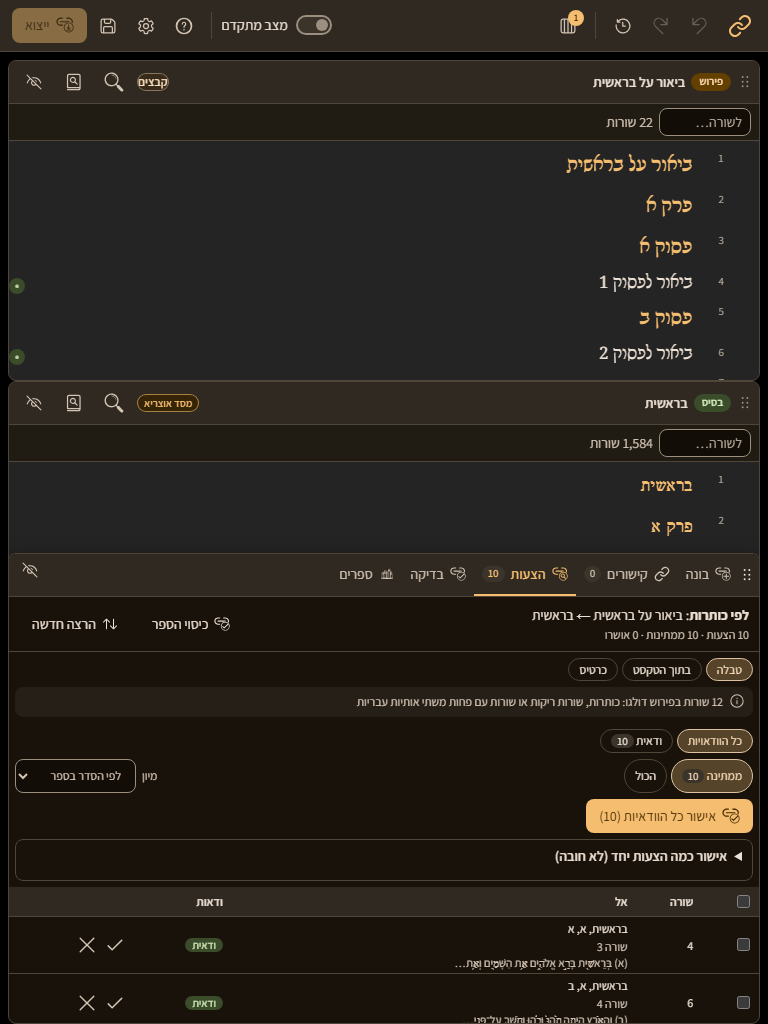 1
מצב מתקדם
ייצוא
פירוש ביאור על בראשית קבצים
לשורה... 22 שורות
1 ביאור על בראשית
2 פרק א
3 פסוק א
4 ביאור לפסוק 1
5 פסוק ב
6 ביאור לפסוק 2
בסיס בראשית מסד אוצריא
לשורה... 1,584 שורות
1 בראשית
2 פרק א
בונה קישורים 0 הצעות 10 בדיקה ספרים
לפי כותרות: ביאור על בראשית ← בראשית
10 הצעות · 10 ממתינות · 0 אושרו
כיסוי הספר הרצה חדשה
טבלה בתוך הטקסט כרטיס
12 שורות בפירוש דולגו: כותרות, שורות ריקות או שורות עם פחות משתי אותיות עבריות
כל הוודאויות ודאית 10
ממתינה 10 הכול מיון לפי הסדר בספר
אישור כל הוודאיות (10)
אישור כמה הצעות יחד (לא חובה)
שורה אל ודאות
4 בראשית, א, א ודאית
שורה 3
(א) בְּרֵאשִׁ֖ית בָּרָ֣א אֱלֹהִ֑ים אֵ֥ת הַשָּׁמַ֖יִם וְאֵ֥ת...
6 בראשית, א, ב ודאית
שורה 4